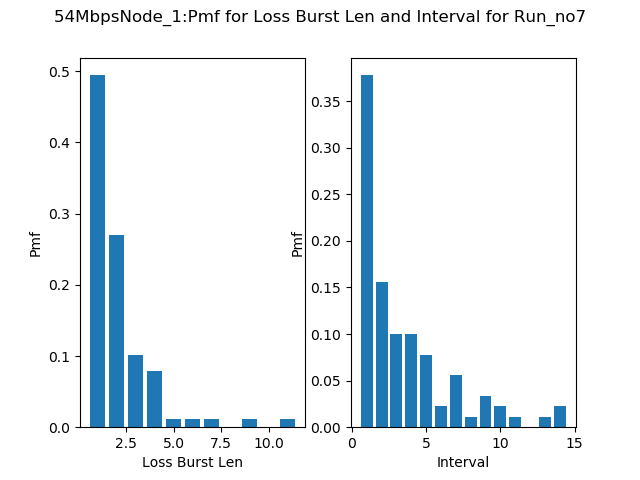 54MbpsNode_1:Pmf for Loss Burst Len and Interval for Run_no7
0.5
0.4
0.3
0.2
0.1
0.0
Pmf
2.5 5.0 7.5 10.0
Loss Burst Len
0.35
0.30
0.25
0.20
0.15
0.10
0.05
0.00
Pmf
0 5 10 15
Interval